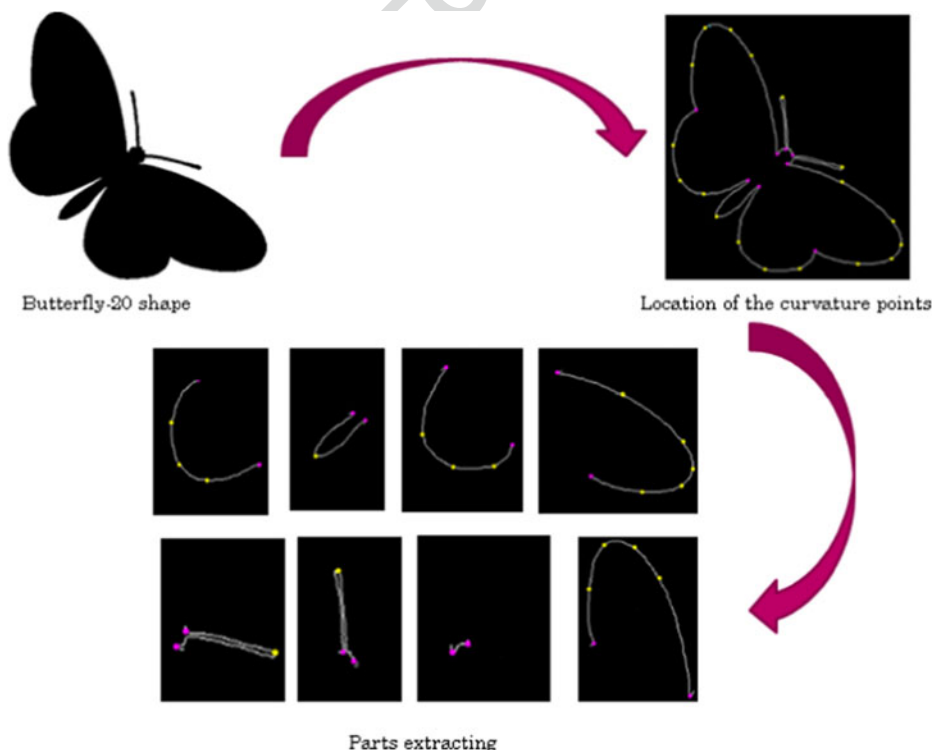 Butterfly-20 shape
Location of the curvature points
Parts extracting